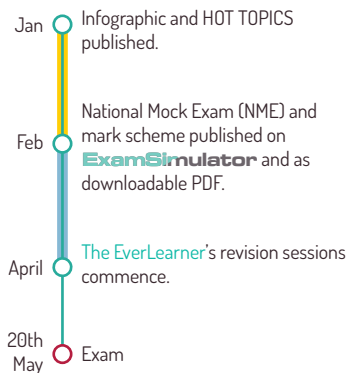 Jan
Infographic and HOT TOPICS
published.
Feb
National Mock Exam (NME) and
mark scheme published on
ExamSimulator and as
downloadable PDF.
April
The EverLearner's revision sessions
commence.
20th
May
Exam